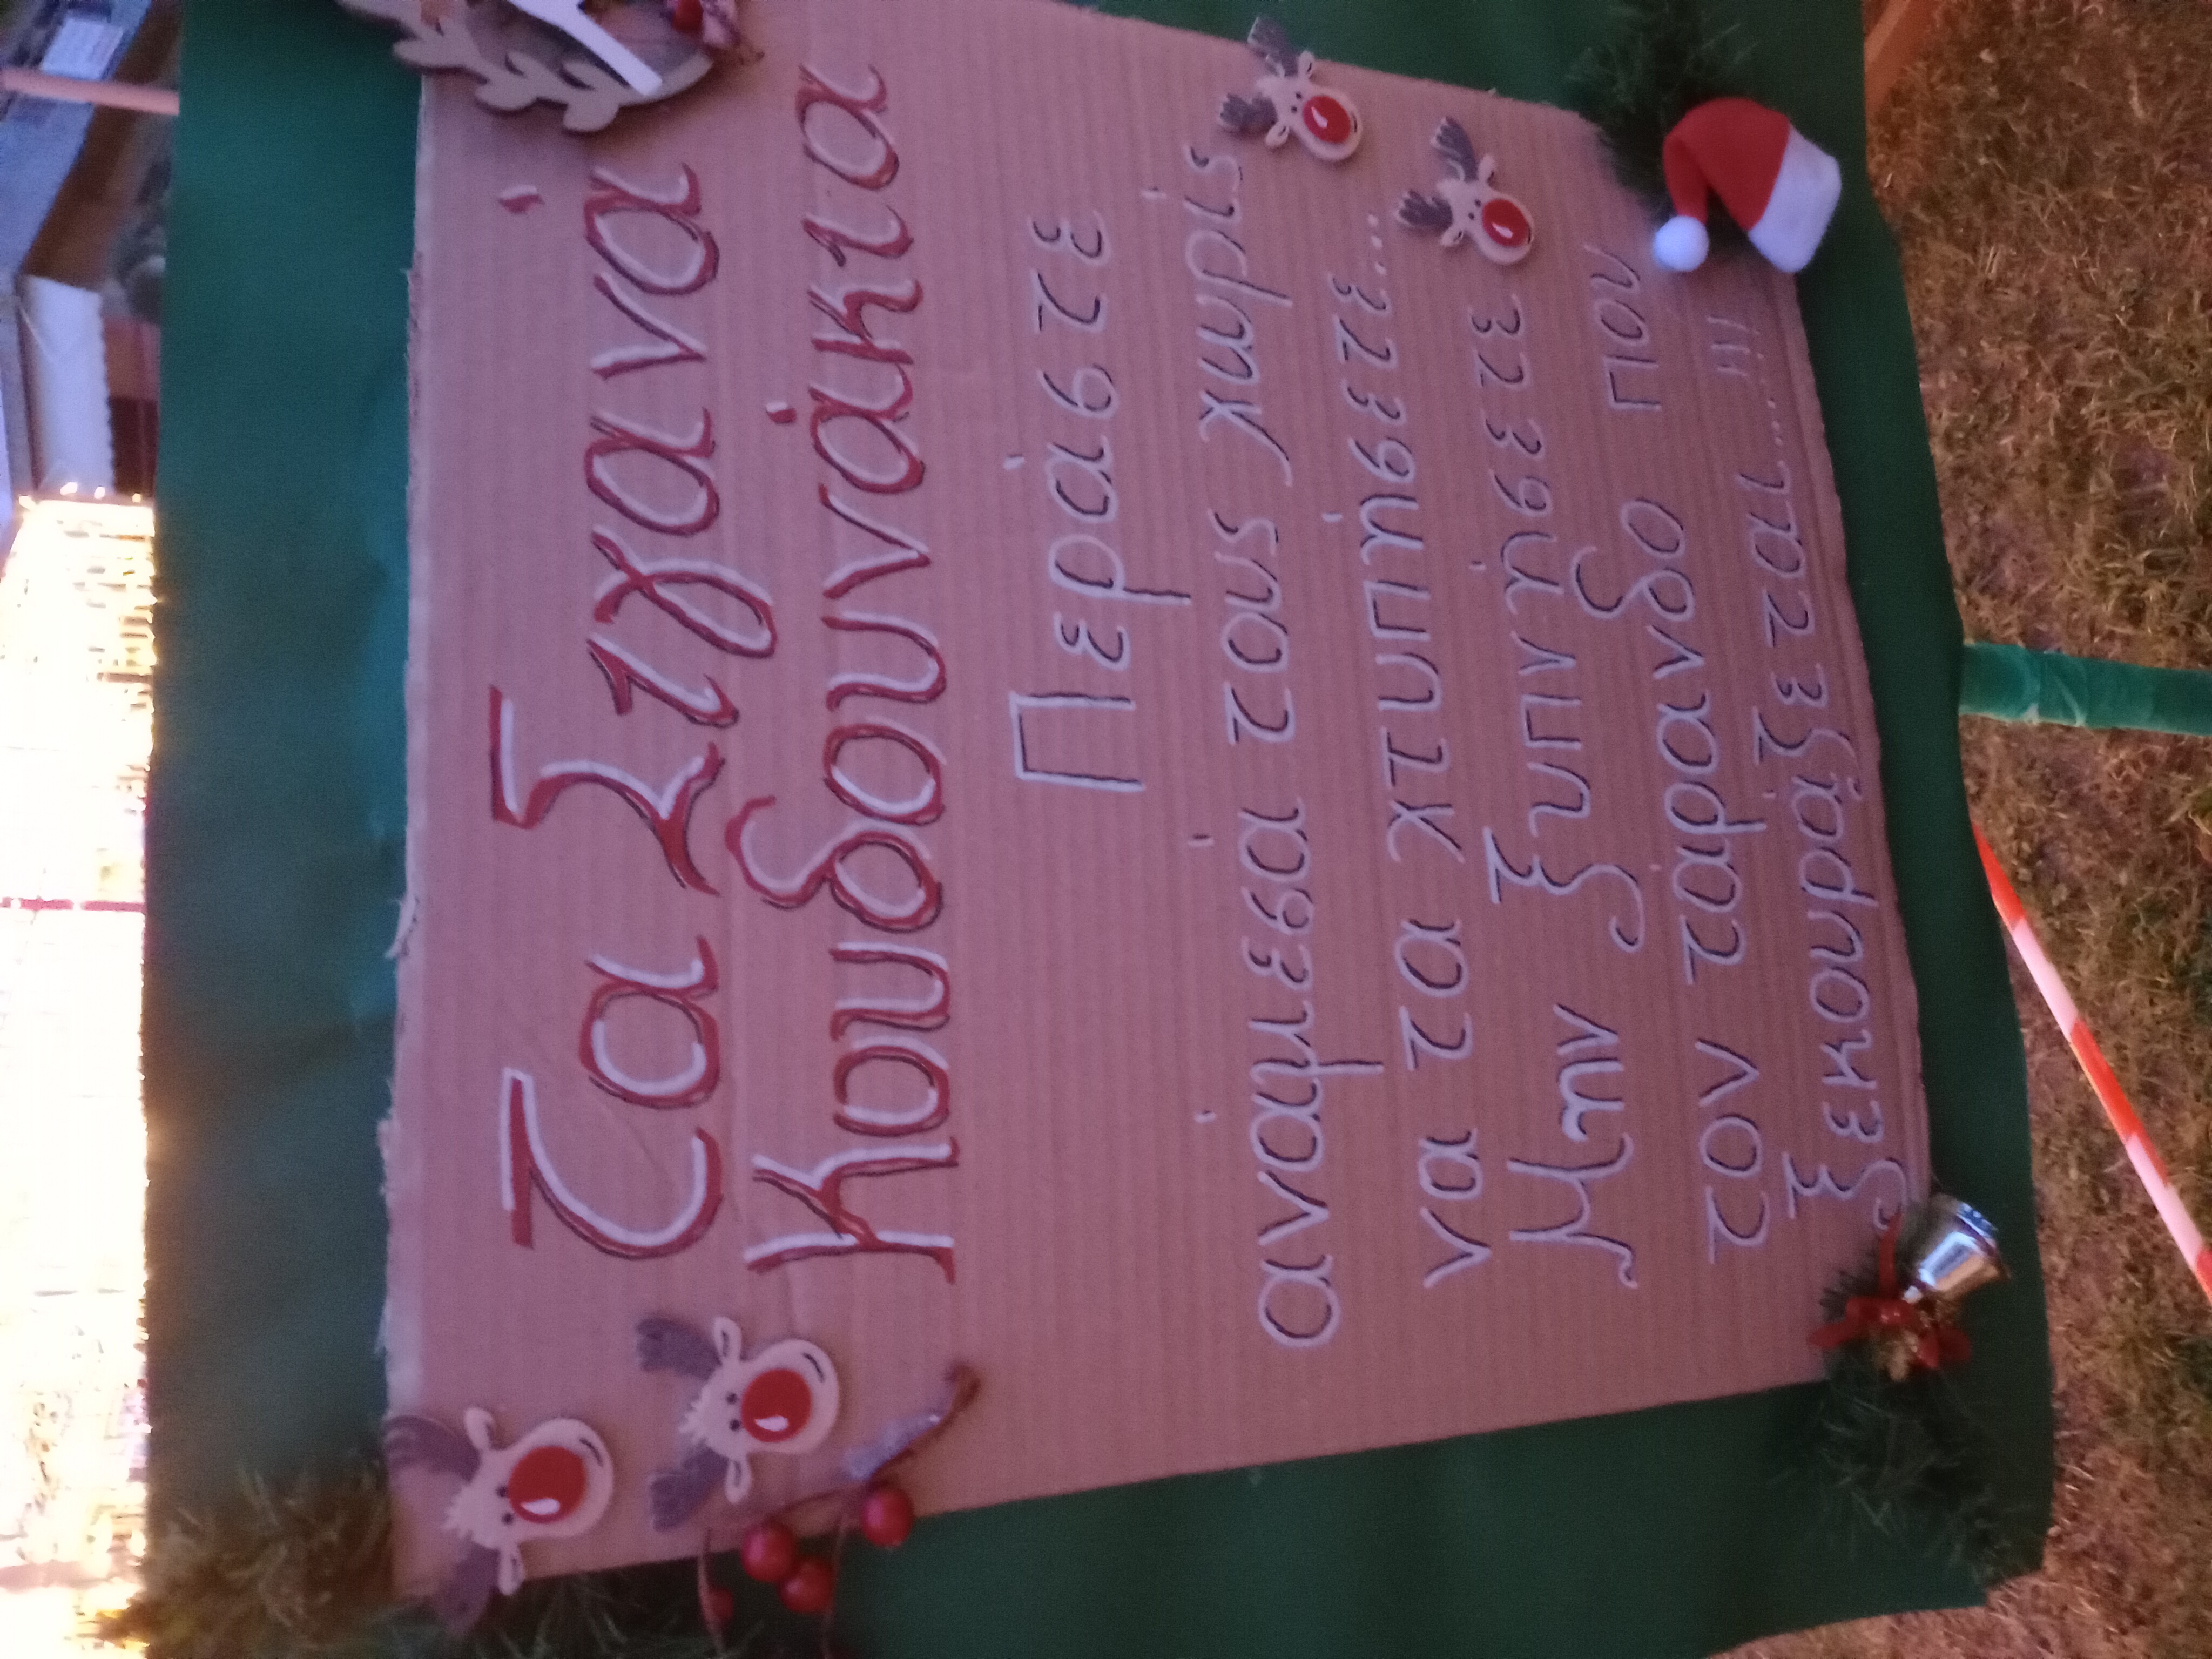 Τα Σιγανά
Κουδουνάκια
Περάστε
ανάμεσα τους χωρίς
να τα χτυπήσετε...
Μην ξυπνήσετε
τον τάρανδο που
ξεκουράζεται....!!!